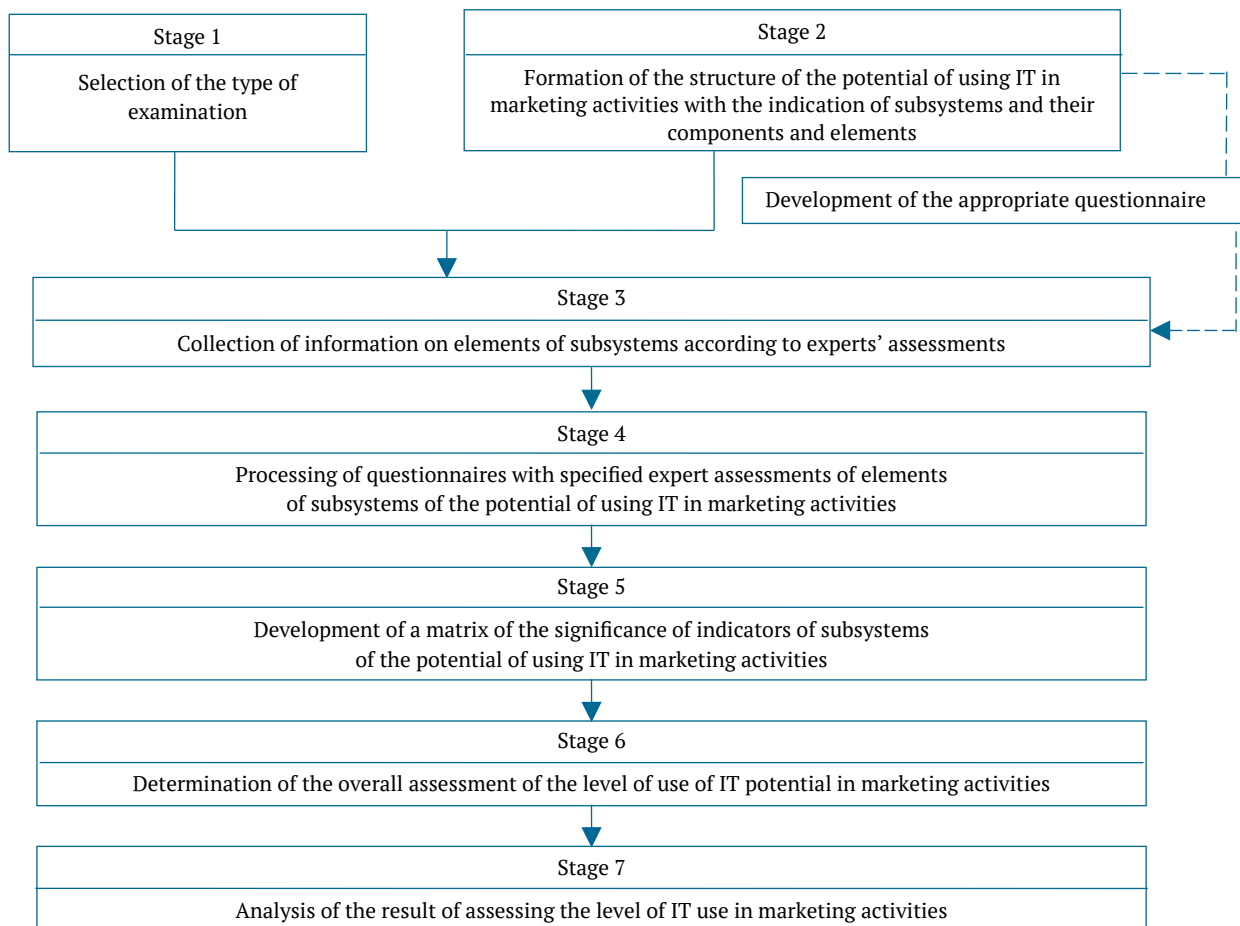 Stage 1
Selection of the type of
examination
Stage 2
Formation of the structure of the potential of using IT in
marketing activities with the indication of subsystems and their
components and elements
Development of the appropriate questionnaire
Stage 3
Collection of information on elements of subsystems according to experts’ assessments
Stage 4
Processing of questionnaires with specified expert assessments of elements
of subsystems of the potential of using IT in marketing activities
Stage 5
Development of a matrix of the significance of indicators of subsystems
of the potential of using IT in marketing activities
Stage 6
Determination of the overall assessment of the level of use of IT potential in marketing activities
Stage 7
Analysis of the result of assessing the level of IT use in marketing activities